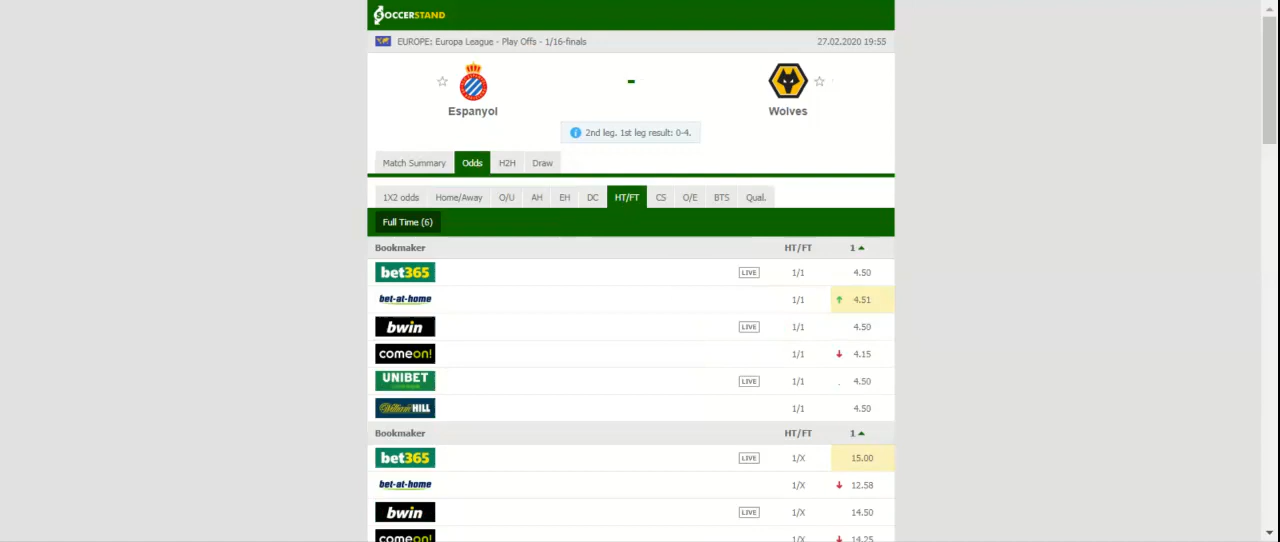 SOCCERSTAND
EUROPE: Europa League - Play Offs - 1/16-finals 27.02.2020 19:55
Espanyol - Wolves
2nd leg. 1st leg result: 0-4.
Match Summary Odds H2H Draw
1X2 odds Home/Away O/U AH EH DC HT/FT CS O/E BTS Qual.
Full Time (6)
Bookmaker HT/FT 1
bet365 LIVE 1/1 4.50
bet-at-home 1/1 4.51
bwin LIVE 1/1 4.50
comeon! 1/1 4.15
UNIBET LIVE 1/1 4.50
William HILL 1/1 4.50
Bookmaker HT/FT 1
bet365 LIVE 1/X 15.00
bet-at-home 1/X 12.58
bwin LIVE 1/X 14.50
comeon! 1/X 14.25